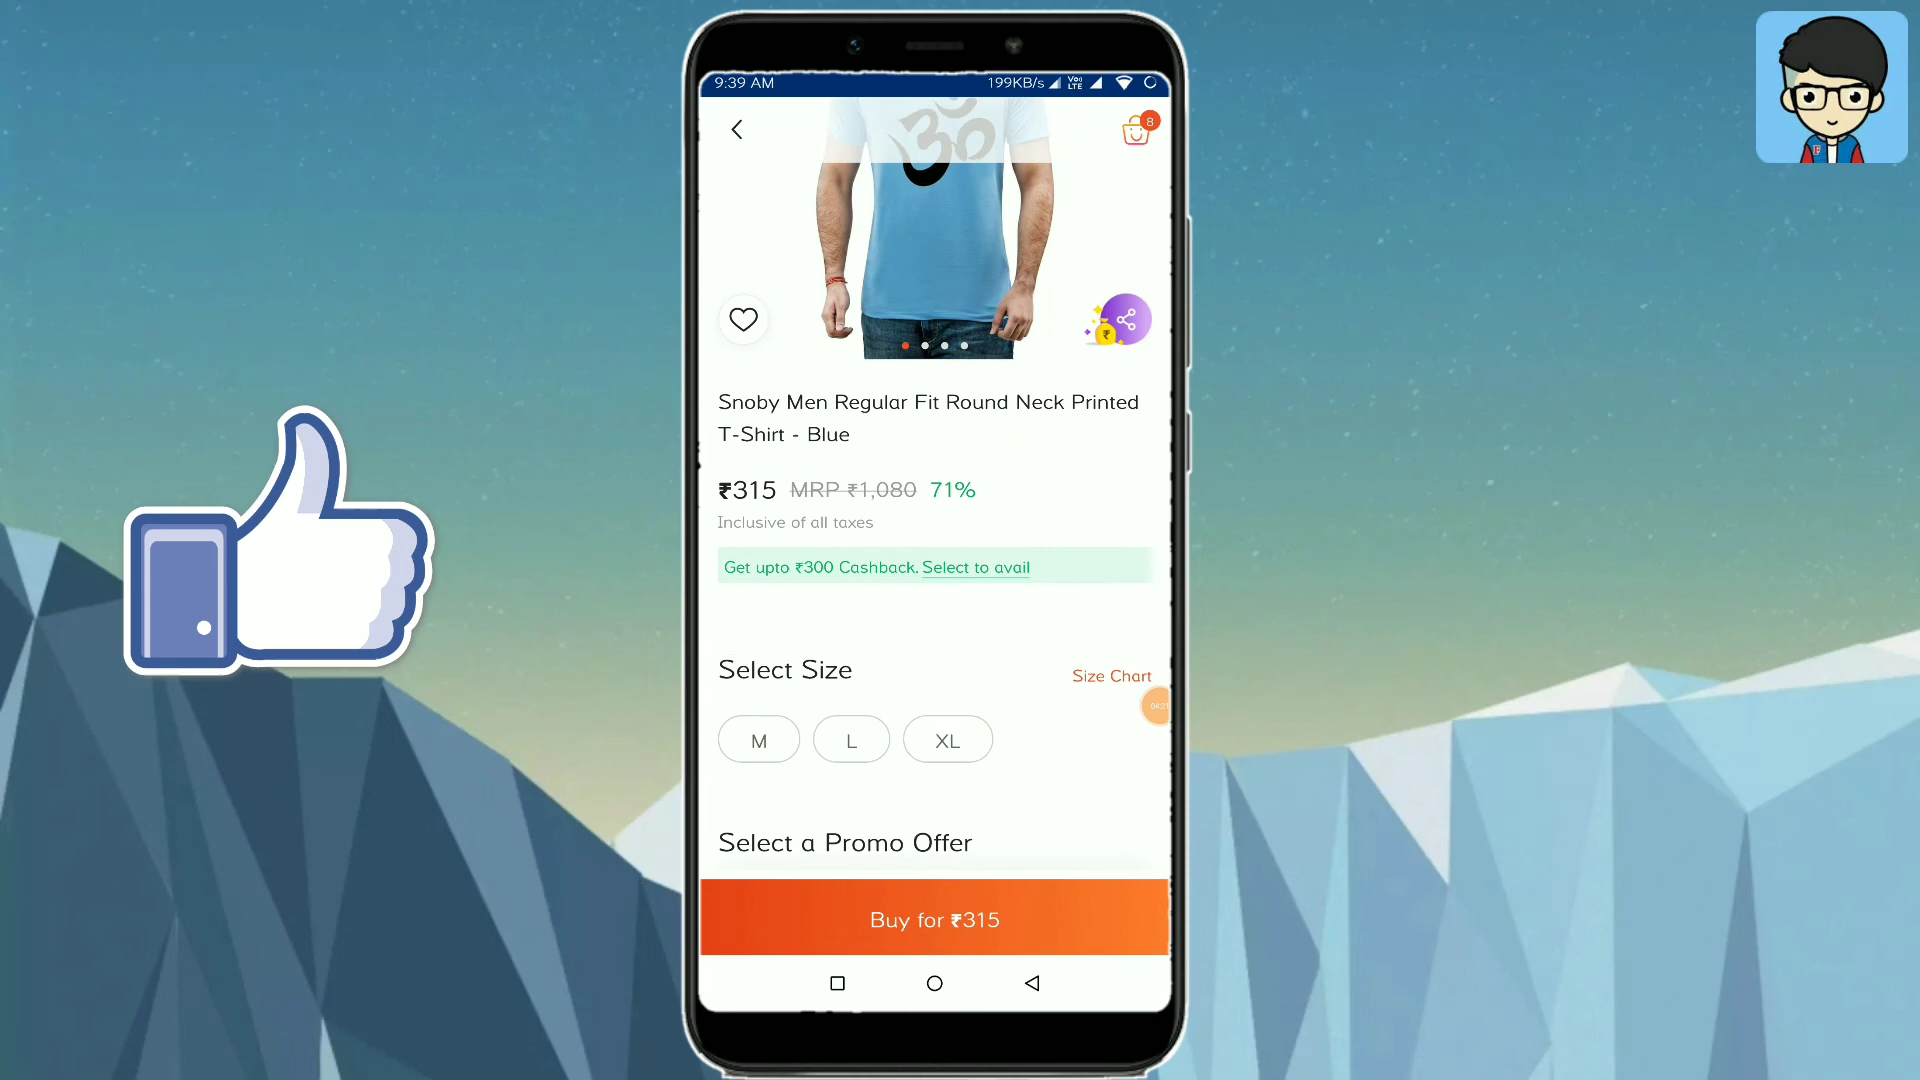 9:39 AM
199KB/s Vo LTE
8
ॐ
₹
Snoby Men Regular Fit Round Neck Printed
T-Shirt - Blue
₹315 MRP ₹1,080 71%
Inclusive of all taxes
Get upto ₹300 Cashback. Select to avail
Select Size
Size Chart
M L XL
Select a Promo Offer
Buy for ₹315